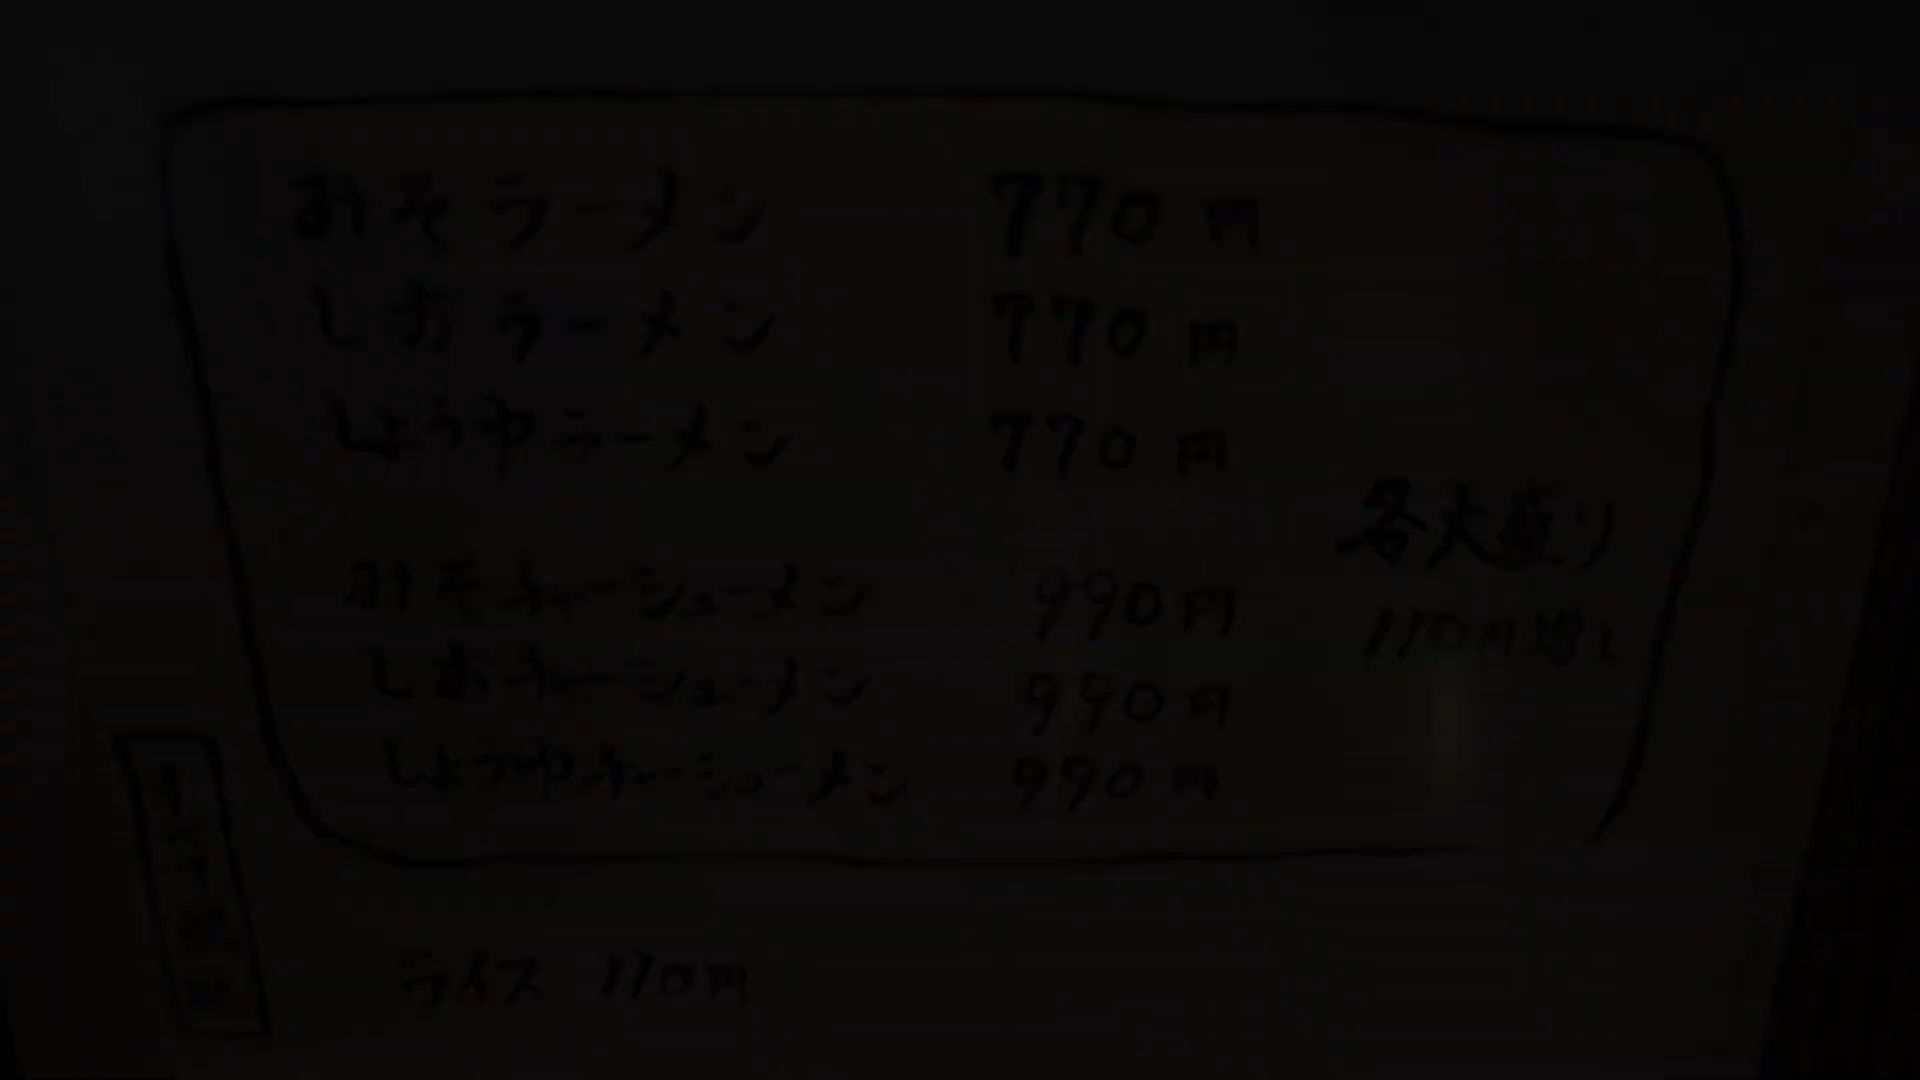 みそラーメン 770円
しおラーメン 770円
しょうゆラーメン 770円
各大盛り
110円増し
みそチャーシューメン 990円
しおチャーシューメン 990円
しょうゆチャーシューメン 990円
ライス 110円